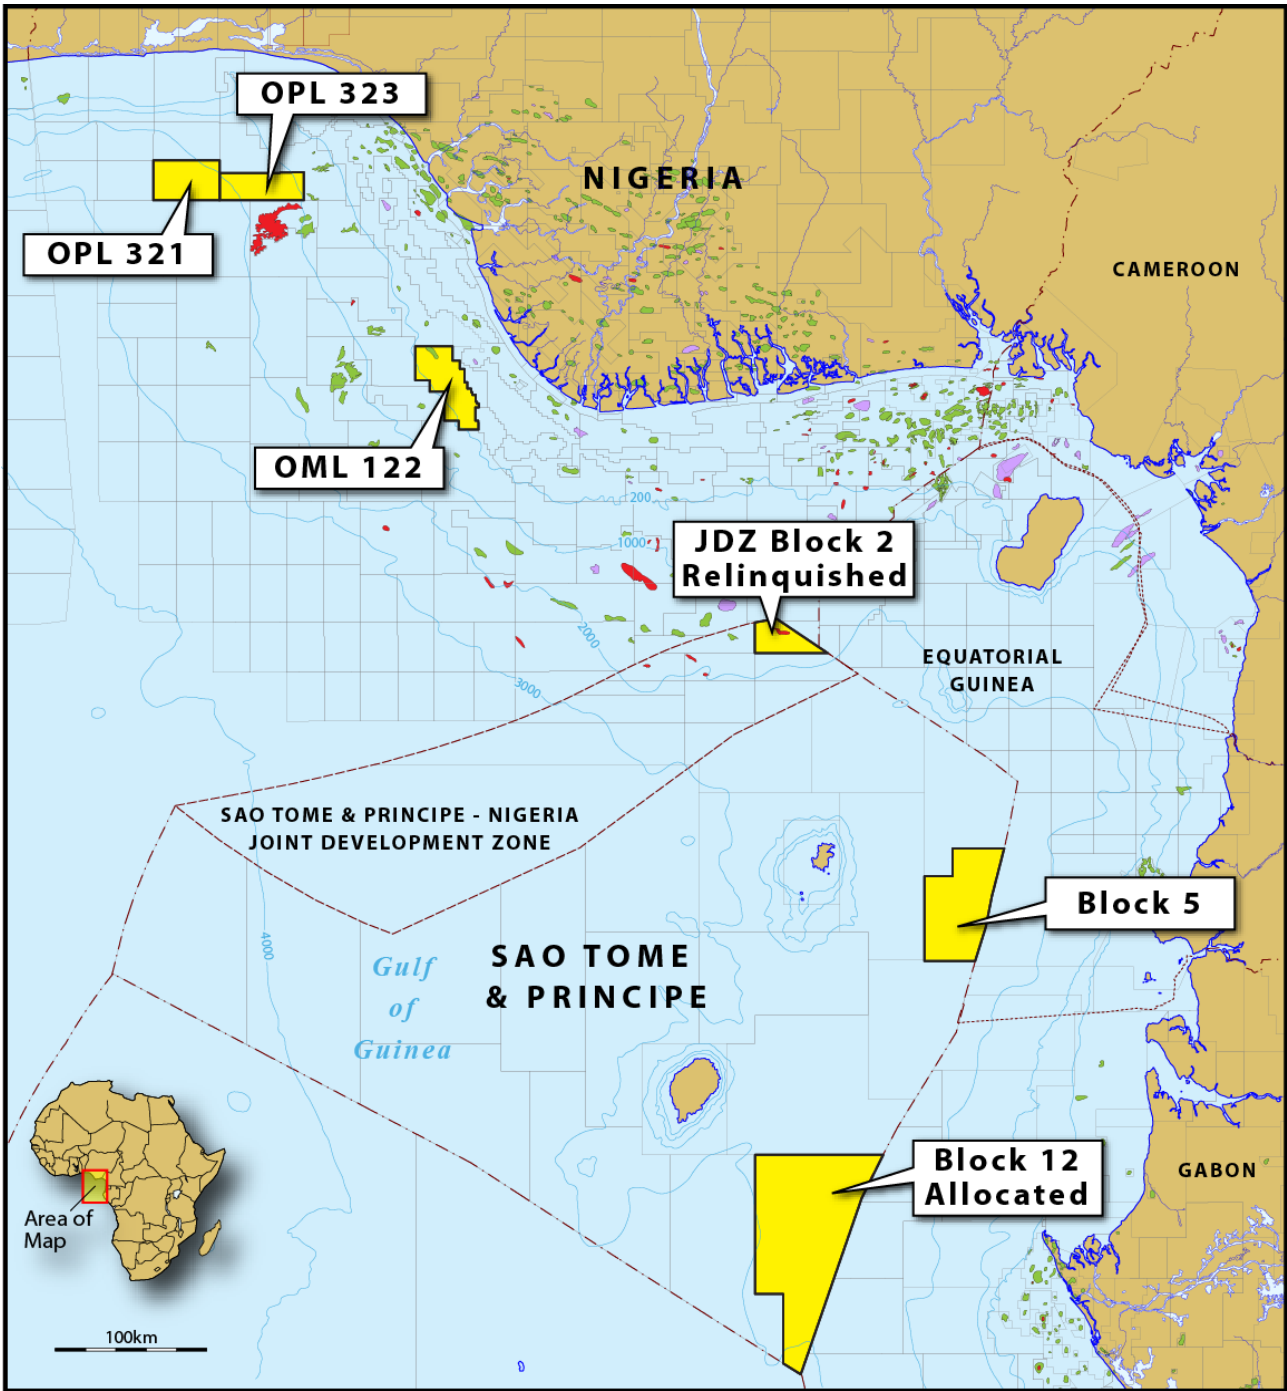 OPL 323
NIGERIA
OPL 321
CAMEROON
OML 122
200
1000
JDZ Block 2
Relinquished
2000
3000
EQUATORIAL
GUINEA
SAO TOME & PRINCIPE - NIGERIA
JOINT DEVELOPMENT ZONE
Block 5
4000
SAO TOME
& PRINCIPE
Gulf
of
Guinea
Block 12
Allocated
GABON
Area of
Map
100km